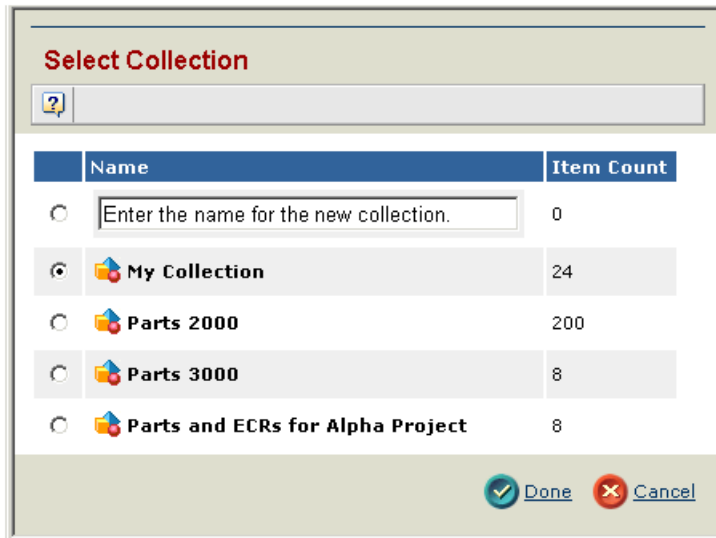 Select Collection
?
Name Item Count
Enter the name for the new collection. 0
My Collection 24
Parts 2000 200
Parts 3000 8
Parts and ECRs for Alpha Project 8
Done Cancel